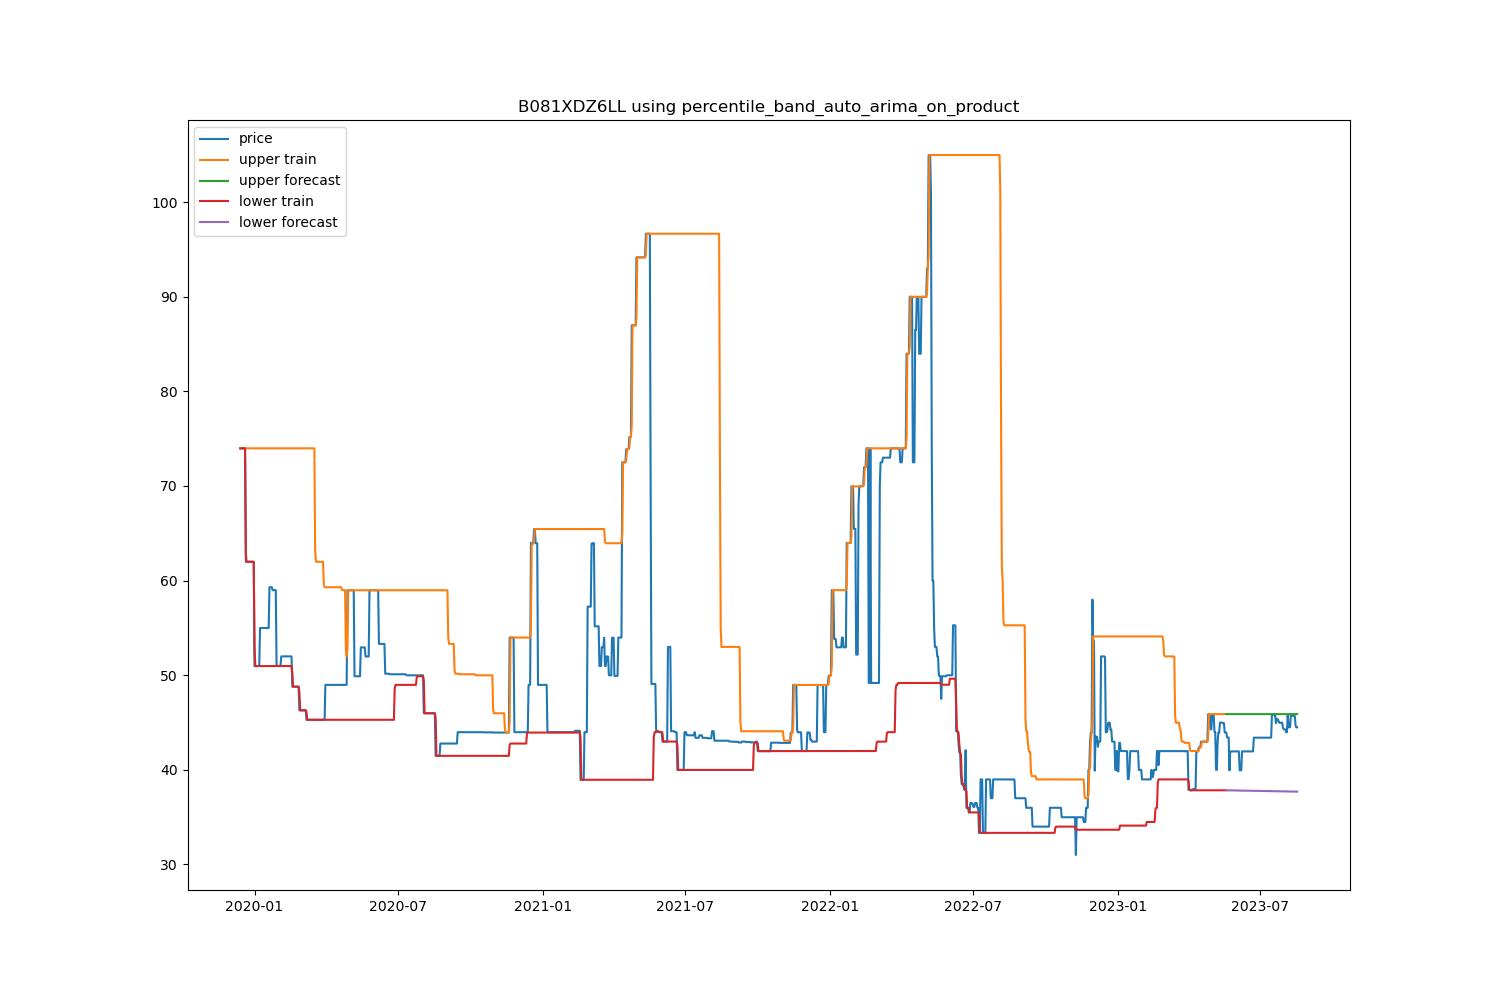 B081XDZ6LL using percentile_band_auto_arima_on_product
price
upper train
upper forecast
lower train
lower forecast
100
90
80
70
60
50
40
30
2020-01 2020-07 2021-01 2021-07 2022-01 2022-07 2023-01 2023-07